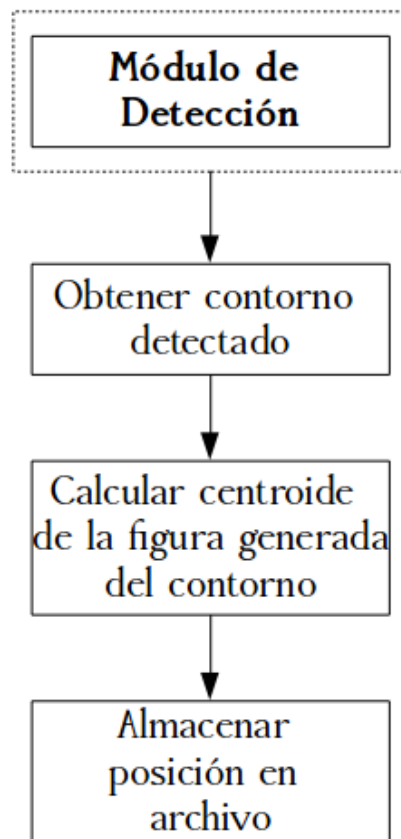 Módulo de
Detección
Obtener contorno
detectado
Calcular centroide
de la figura generada
del contorno
Almacenar
posición en
archivo